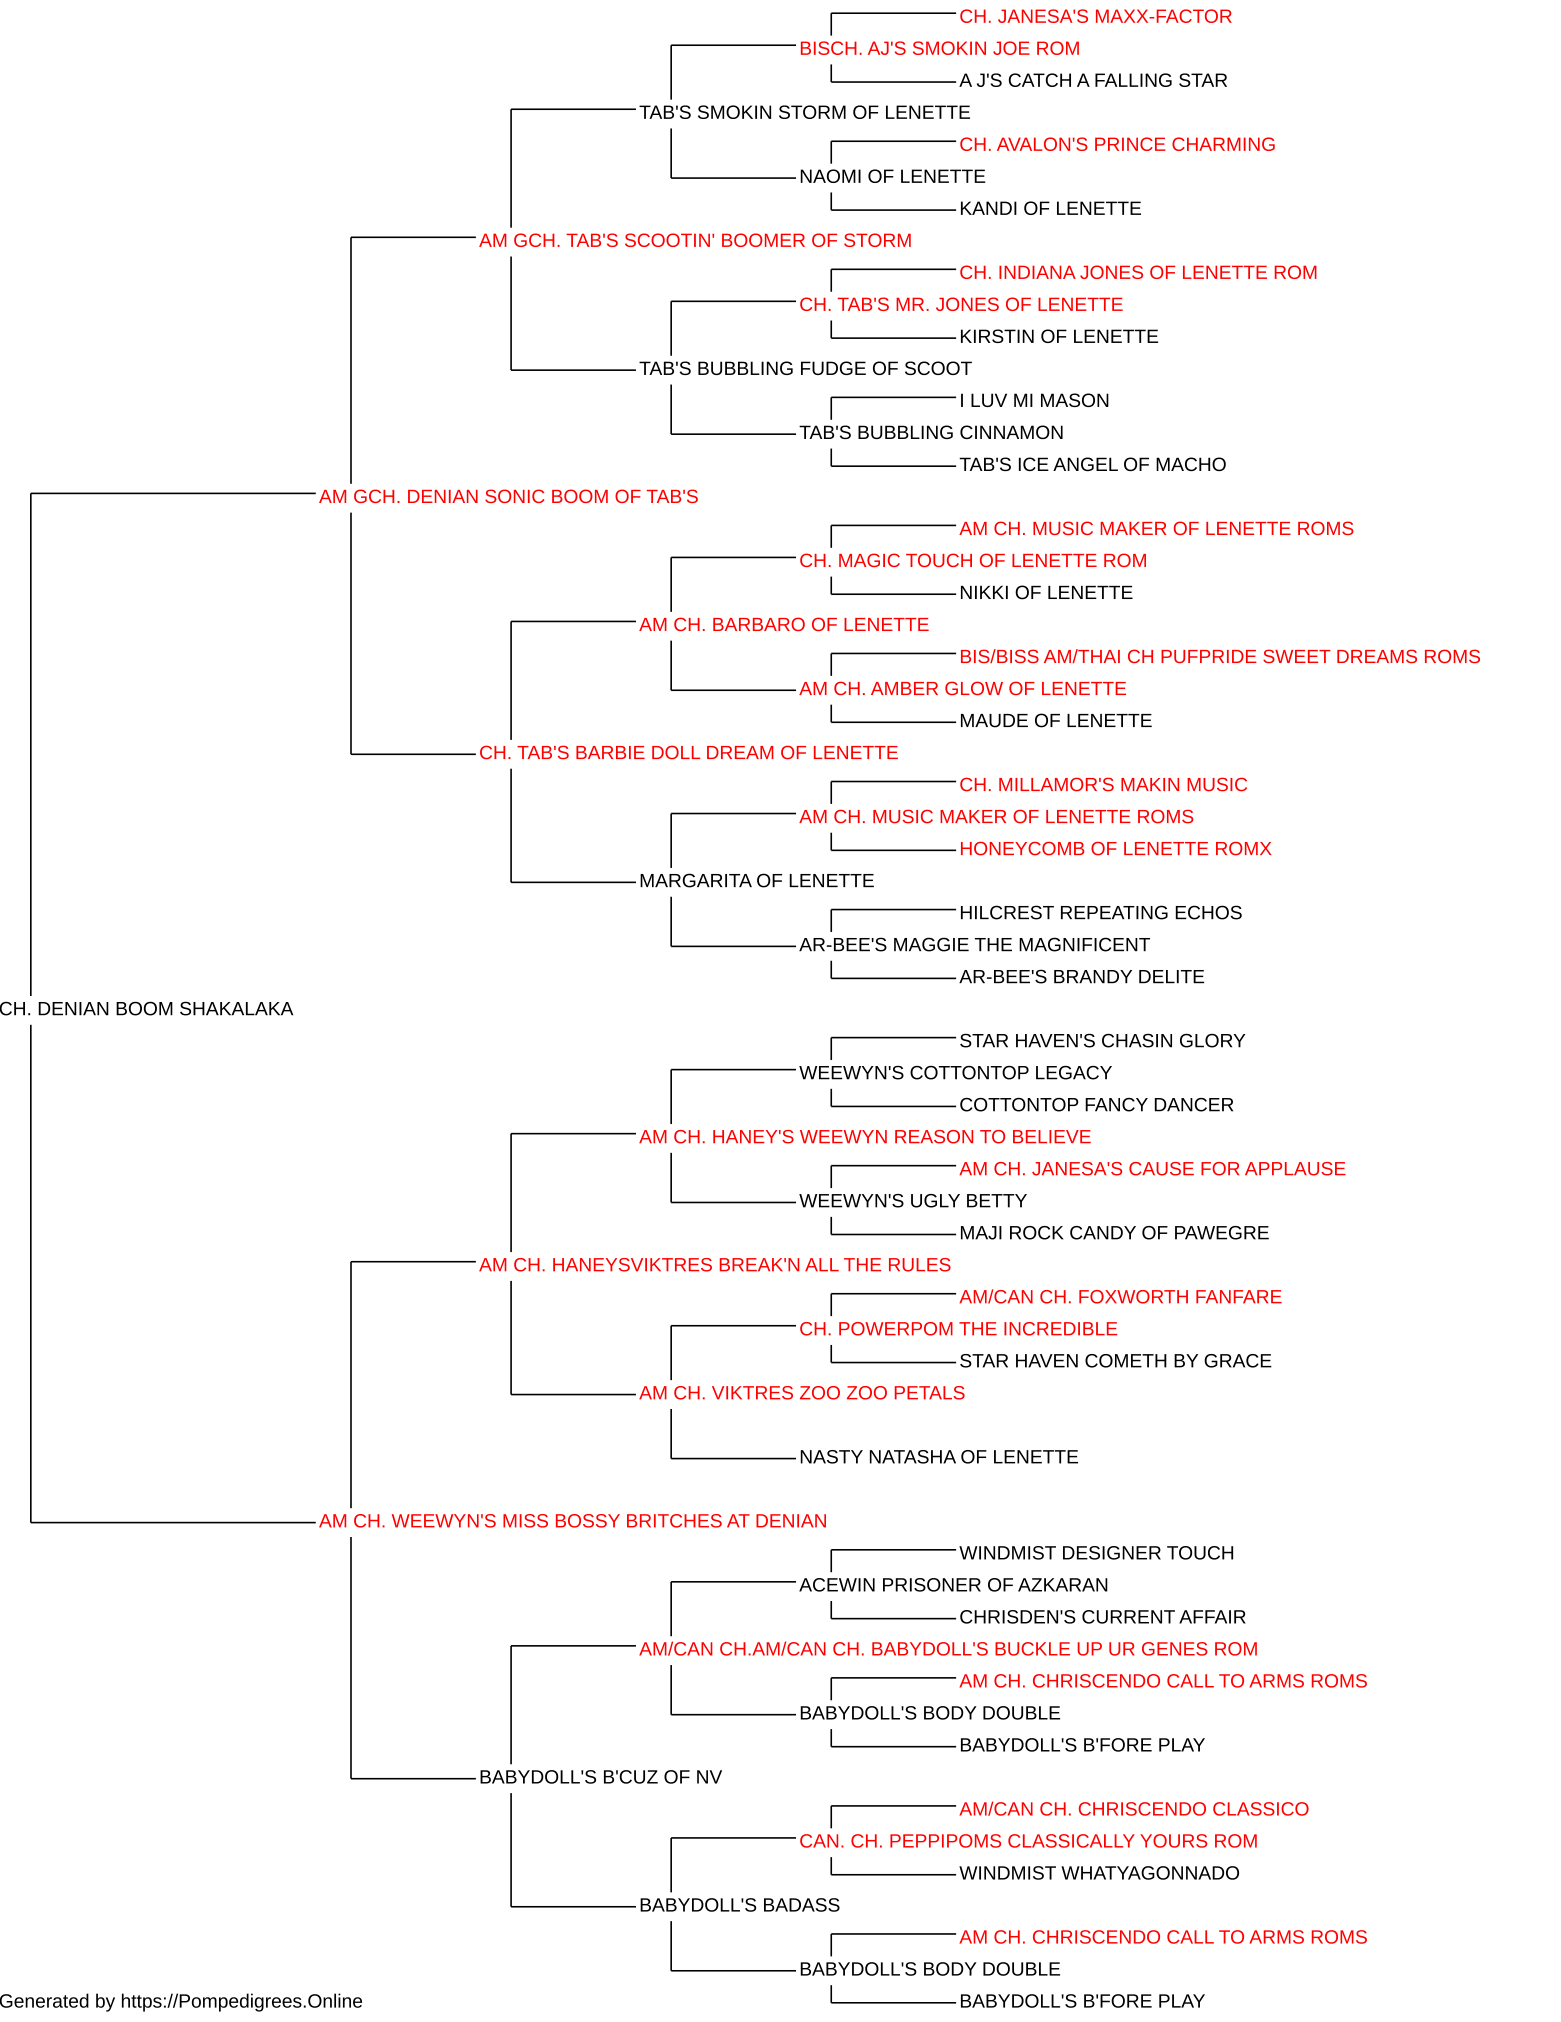 CH. JANESA'S MAXX-FACTOR
BISCH. AJ'S SMOKIN JOE ROM
A J'S CATCH A FALLING STAR
TAB'S SMOKIN STORM OF LENETTE
CH. AVALON'S PRINCE CHARMING
NAOMI OF LENETTE
KANDI OF LENETTE
AM GCH. TAB'S SCOOTIN' BOOMER OF STORM
CH. INDIANA JONES OF LENETTE ROM
CH. TAB'S MR. JONES OF LENETTE
KIRSTIN OF LENETTE
TAB'S BUBBLING FUDGE OF SCOOT
I LUV MI MASON
TAB'S BUBBLING CINNAMON
TAB'S ICE ANGEL OF MACHO
AM GCH. DENIAN SONIC BOOM OF TAB'S
AM CH. MUSIC MAKER OF LENETTE ROMS
CH. MAGIC TOUCH OF LENETTE ROM
NIKKI OF LENETTE
AM CH. BARBARO OF LENETTE
BIS/BISS AM/THAI CH PUFPRIDE SWEET DREAMS ROMS
AM CH. AMBER GLOW OF LENETTE
MAUDE OF LENETTE
CH. TAB'S BARBIE DOLL DREAM OF LENETTE
CH. MILLAMOR'S MAKIN MUSIC
AM CH. MUSIC MAKER OF LENETTE ROMS
HONEYCOMB OF LENETTE ROMX
MARGARITA OF LENETTE
HILCREST REPEATING ECHOS
AR-BEE'S MAGGIE THE MAGNIFICENT
AR-BEE'S BRANDY DELITE
CH. DENIAN BOOM SHAKALAKA
STAR HAVEN'S CHASIN GLORY
WEEWYN'S COTTONTOP LEGACY
COTTONTOP FANCY DANCER
AM CH. HANEY'S WEEWYN REASON TO BELIEVE
AM CH. JANESA'S CAUSE FOR APPLAUSE
WEEWYN'S UGLY BETTY
MAJI ROCK CANDY OF PAWEGRE
AM CH. HANEYSVIKTRES BREAK'N ALL THE RULES
AM/CAN CH. FOXWORTH FANFARE
CH. POWERPOM THE INCREDIBLE
STAR HAVEN COMETH BY GRACE
AM CH. VIKTRES ZOO ZOO PETALS
NASTY NATASHA OF LENETTE
AM CH. WEEWYN'S MISS BOSSY BRITCHES AT DENIAN
WINDMIST DESIGNER TOUCH
ACEWIN PRISONER OF AZKARAN
CHRISDEN'S CURRENT AFFAIR
AM/CAN CH.AM/CAN CH. BABYDOLL'S BUCKLE UP UR GENES ROM
AM CH. CHRISCENDO CALL TO ARMS ROMS
BABYDOLL'S BODY DOUBLE
BABYDOLL'S B'FORE PLAY
BABYDOLL'S B'CUZ OF NV
AM/CAN CH. CHRISCENDO CLASSICO
CAN. CH. PEPPIPOMS CLASSICALLY YOURS ROM
WINDMIST WHATYAGONNADO
BABYDOLL'S BADASS
AM CH. CHRISCENDO CALL TO ARMS ROMS
BABYDOLL'S BODY DOUBLE
BABYDOLL'S B'FORE PLAY
Generated by https://Pompedigrees.Online